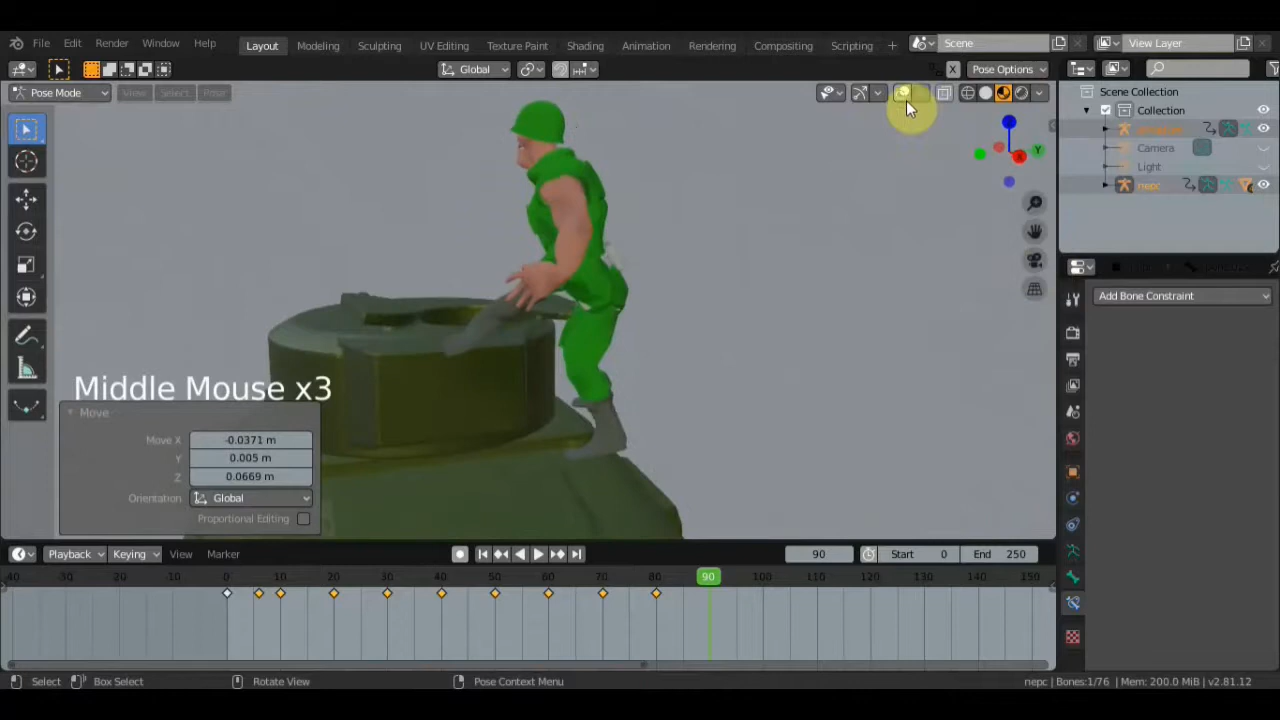 File Edit Render Window Help Layout Modeling Sculpting UV Editing Texture Paint Shading Animation Rendering Compositing Scripting + Scene View Layer
Global X Pose Options
Pose Mode View Select Pose Scene Collection
Collection
Camera
Light
nepc
X
Y
Add Bone Constraint
Middle Mouse x3
Move
Move X -0.0371 m
Y 0.005 m
Z 0.0669 m
Orientation Global
Proportional Editing
Playback Keying View Marker 90 Start 0 End 250
40 30 20 10 0 10 20 30 40 50 60 70 80 90 100 110 120 130 140 150
Select Box Select Rotate View Pose Context Menu nepc | Bones:1/76 | Mem: 200.0 MiB | v2.81.12